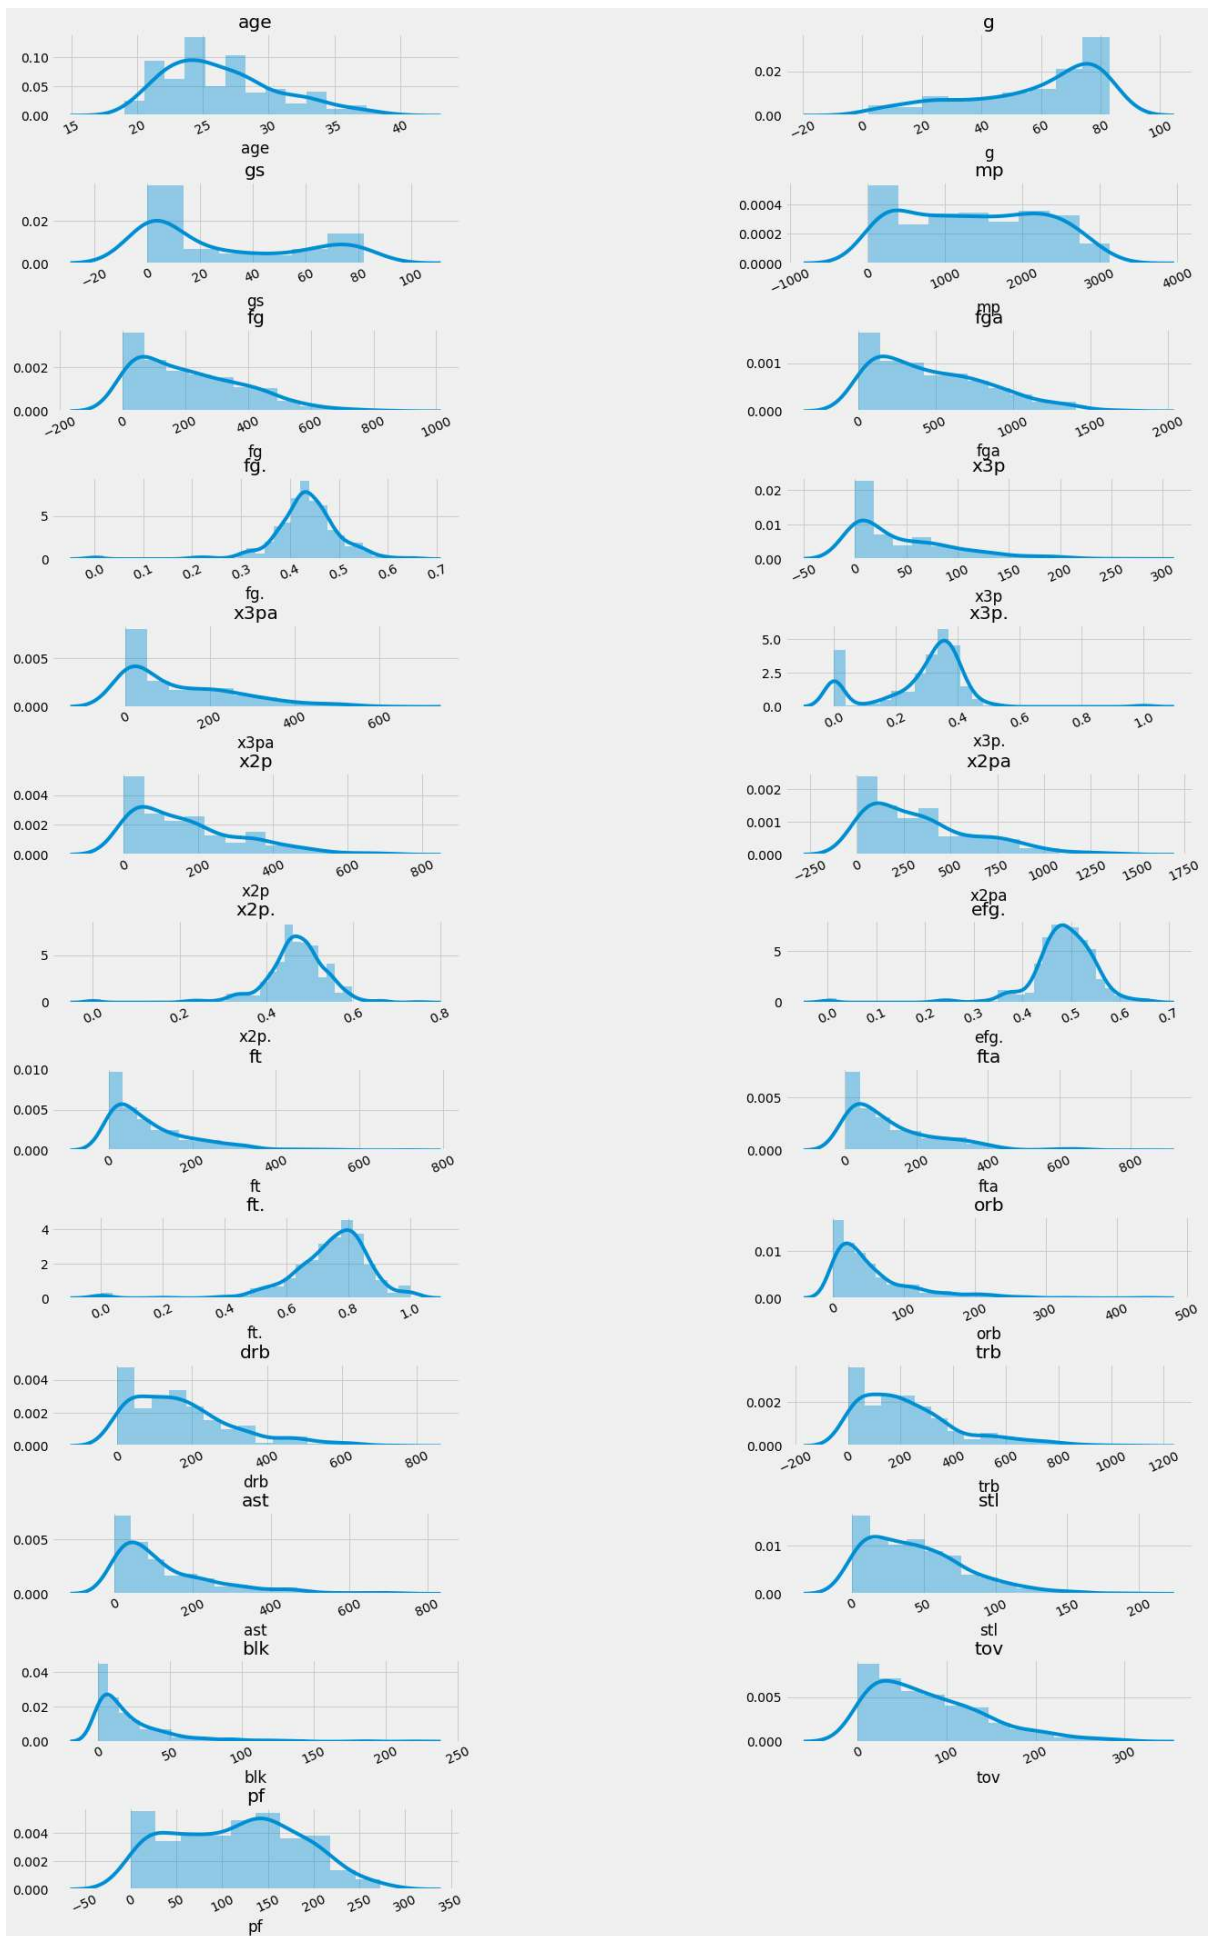 age
0.10
0.05
0.00
15 20 25 30 35 40
age
g
0.02
0.00
−20 0 20 40 60 80 100
g
gs
0.02
0.00
−20 0 20 40 60 80 100
gs
mp
0.0004
0.0002
0.0000
−1000 0 1000 2000 3000 4000
mp
fg
0.002
0.000
−200 0 200 400 600 800 1000
fg
fga
0.001
0.000
0 500 1000 1500 2000
fga
fg.
5
0
0.0 0.1 0.2 0.3 0.4 0.5 0.6 0.7
fg.
x3p
0.02
0.01
0.00
−50 0 50 100 150 200 250 300
x3p
x3pa
0.005
0.000
0 200 400 600
x3pa
x3p.
5.0
2.5
0.0
0.0 0.2 0.4 0.6 0.8 1.0
x3p.
x2p
0.004
0.002
0.000
0 200 400 600 800
x2p
x2pa
0.002
0.001
0.000
−250 0 250 500 750 1000 1250 1500 1750
x2pa
x2p.
5
0
0.0 0.2 0.4 0.6 0.8
x2p.
efg.
5
0
0.0 0.1 0.2 0.3 0.4 0.5 0.6 0.7
efg.
ft
0.010
0.005
0.000
0 200 400 600 800
ft
fta
0.005
0.000
0 200 400 600 800
fta
ft.
4
2
0
0.0 0.2 0.4 0.6 0.8 1.0
ft.
orb
0.01
0.00
0 100 200 300 400 500
orb
drb
0.004
0.002
0.000
0 200 400 600 800
drb
trb
0.002
0.000
−200 0 200 400 600 800 1000 1200
trb
ast
0.005
0.000
0 200 400 600 800
ast
stl
0.01
0.00
0 50 100 150 200
stl
blk
0.04
0.02
0.00
0 50 100 150 200 250
blk
tov
0.005
0.000
0 100 200 300
tov
pf
0.004
0.002
0.000
−50 0 50 100 150 200 250 300 350
pf